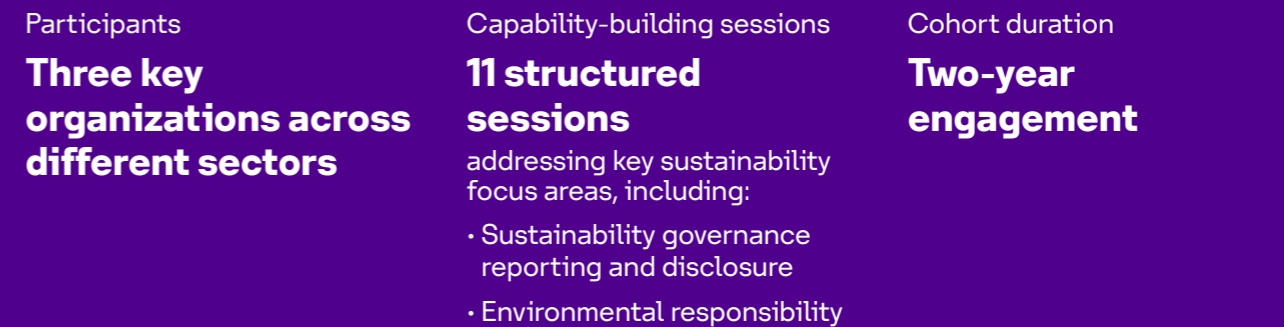 Participants
Three key
organizations across
different sectors
Capability-building sessions
11 structured
sessions
addressing key sustainability
focus areas, including:
• Sustainability governance
reporting and disclosure
• Environmental responsibility
Cohort duration
Two-year
engagement